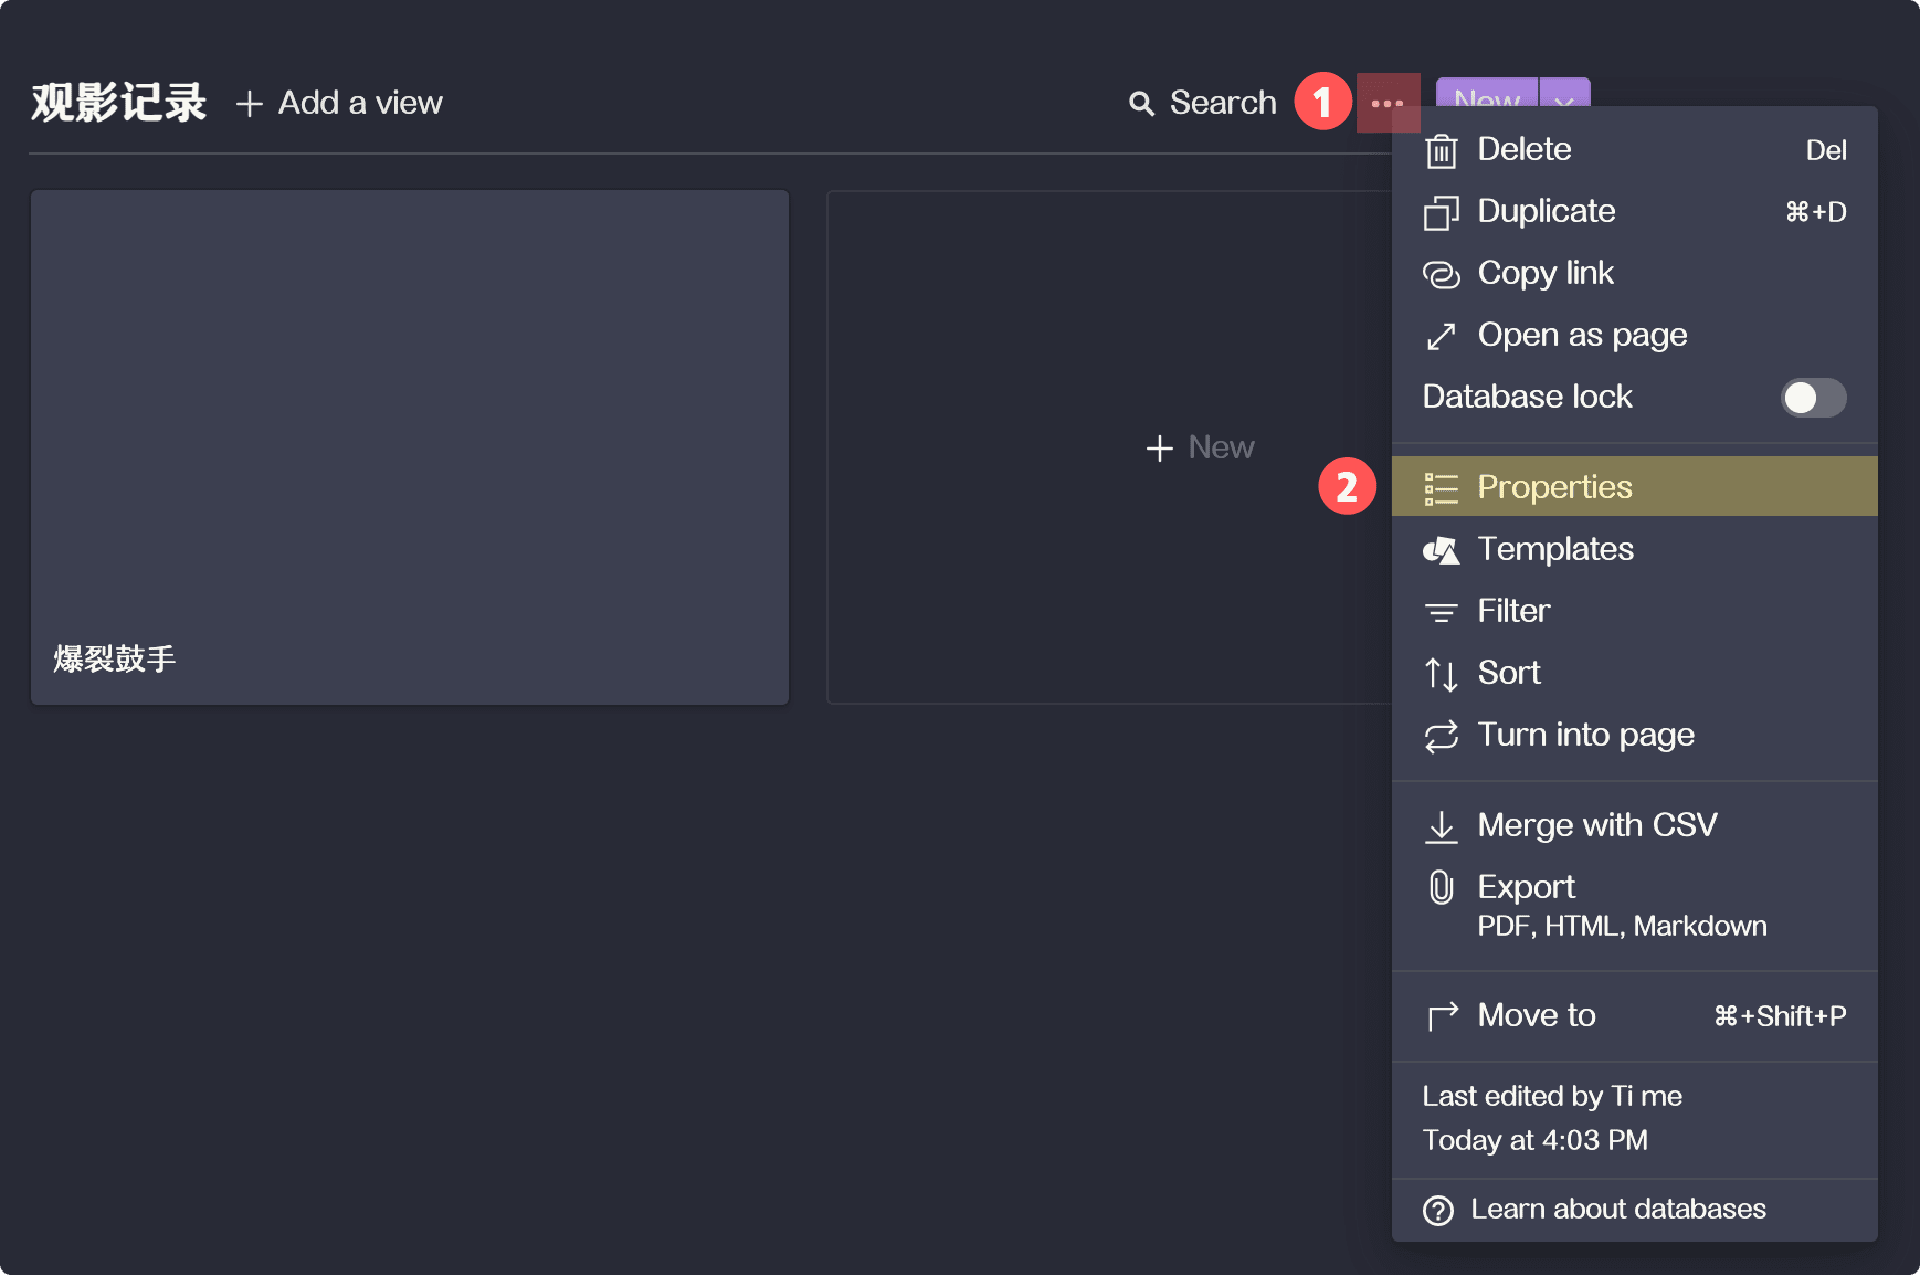 观影记录 + Add a view
Search 1 ... New
Delete Del
Duplicate ⌘+D
Copy link
Open as page
Database lock
+ New
2 Properties
Templates
Filter
Sort
爆裂鼓手
Turn into page
Merge with CSV
Export
PDF, HTML, Markdown
Move to ⌘+Shift+P
Last edited by Ti me
Today at 4:03 PM
Learn about databases